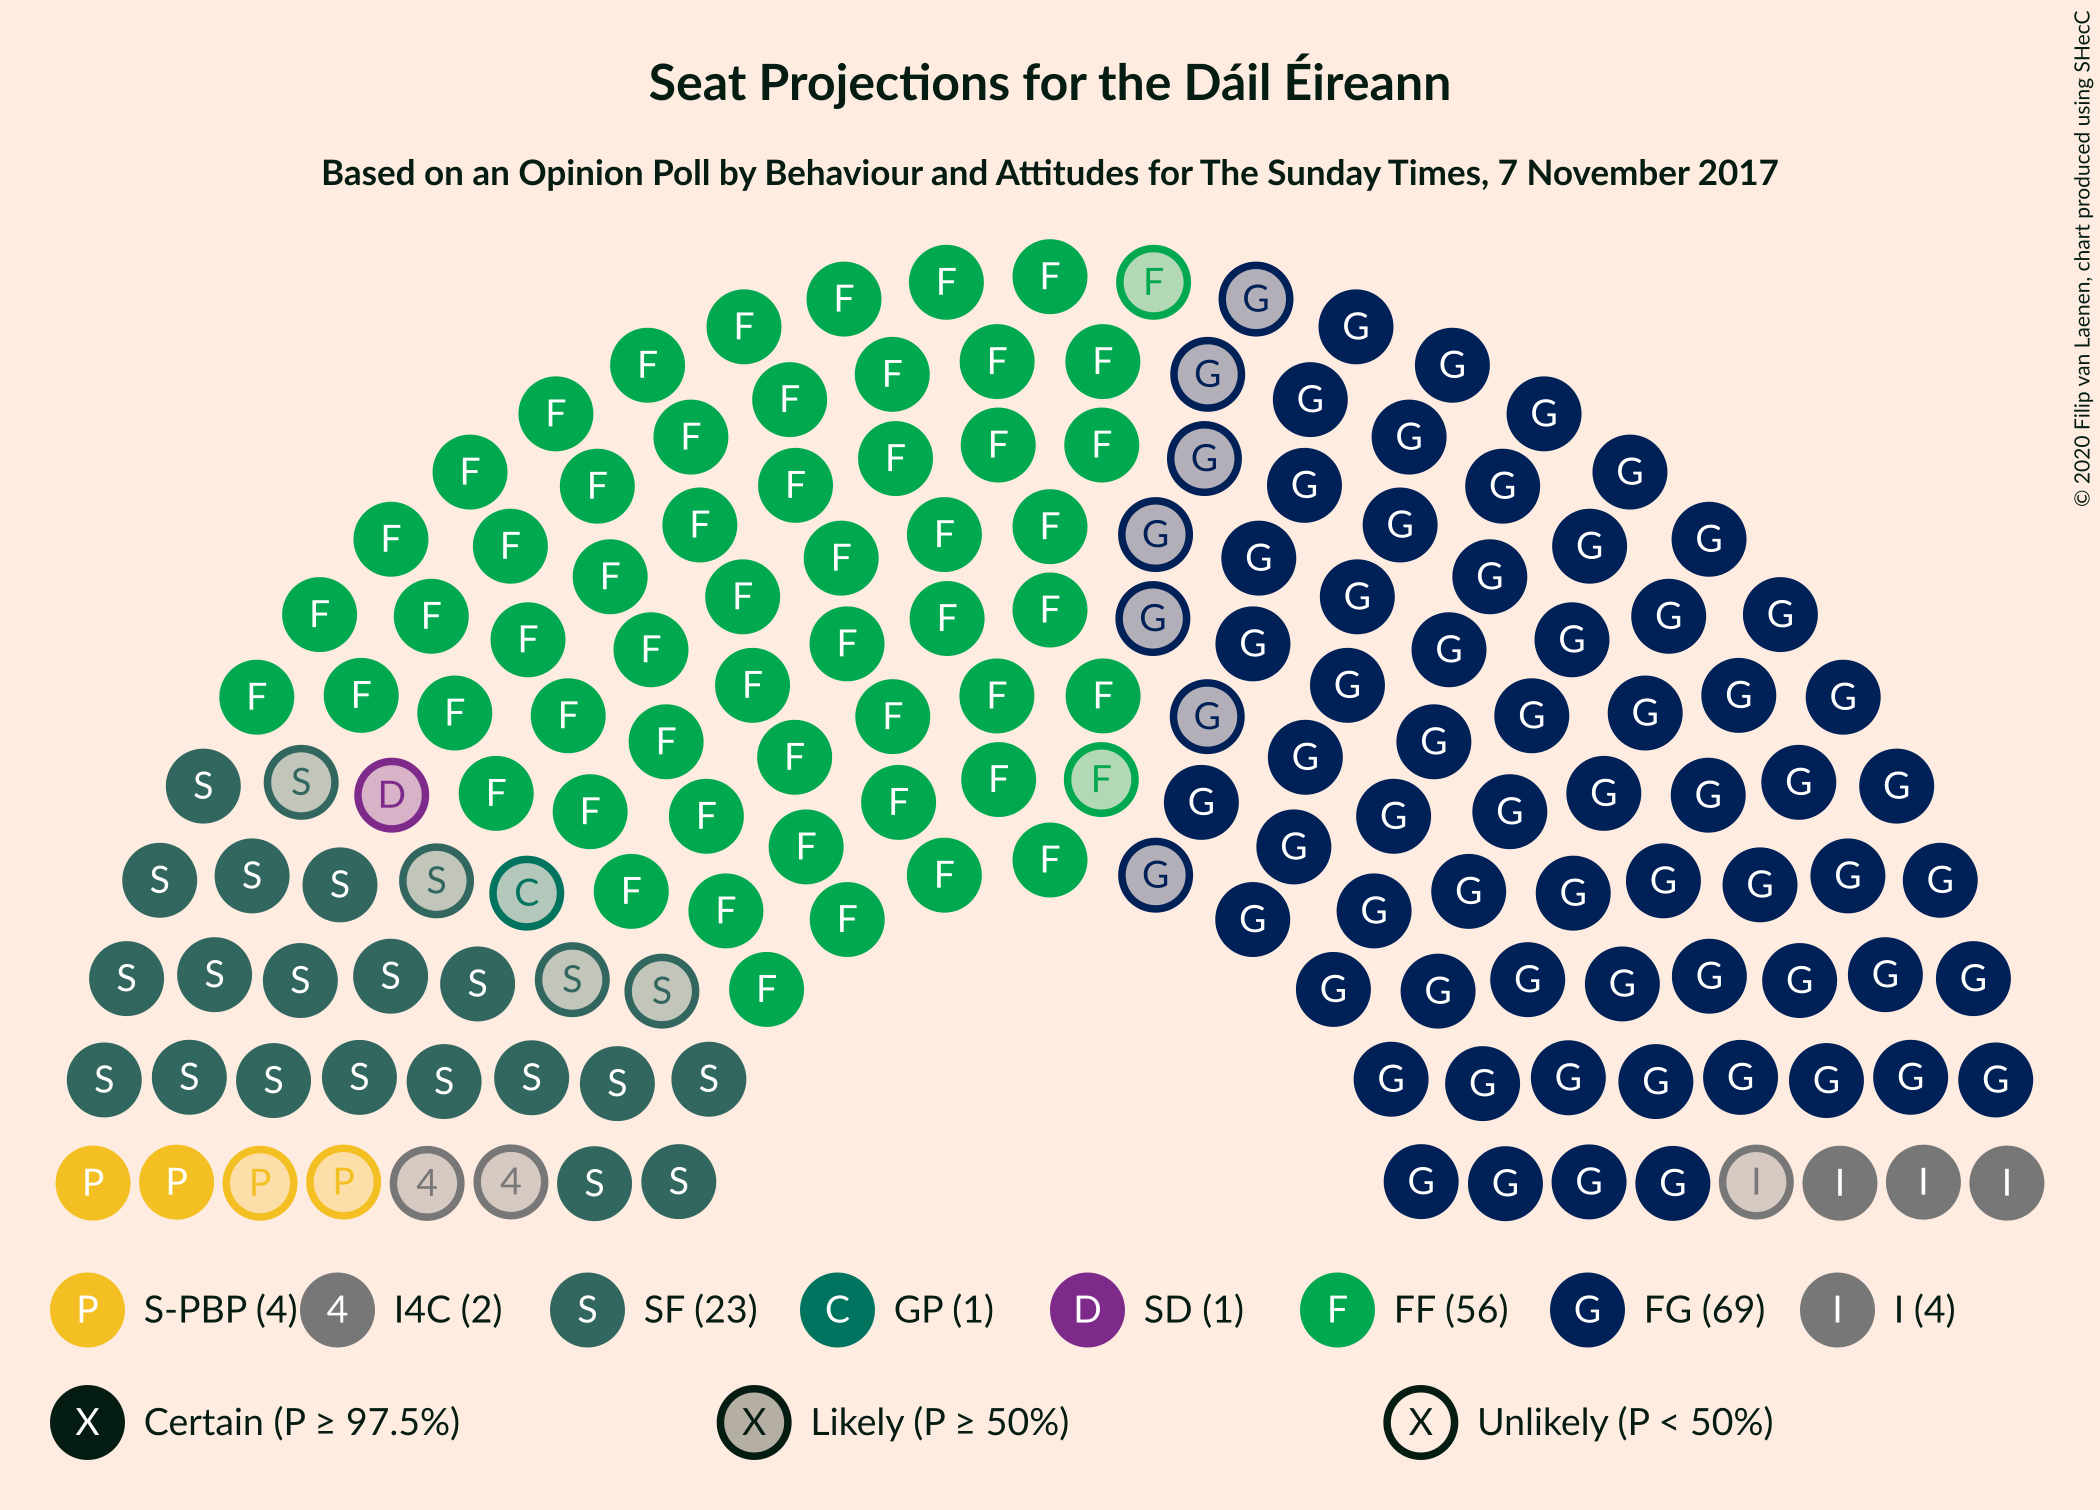 Seat Projections for the Dáil Éireann
Based on an Opinion Poll by Behaviour and Attitudes for The Sunday Times, 7 November 2017
© 2020 Filip van Laenen, chart produced using SHecC
F F F F G
F F G
F F F F G G
F F F G G
F F F F G G
F F F F G G G
F F F F G G G
F F F F G G G
F F F F G G G
F F F F G G G
F F F F G G G
F F F F F F G G G G G
F F F F F F G G G G G
S S D F F F F F G G G G G G G
S S S S C F F F F F G G G G G G G G G
S S S S S S S F G G G G G G G G
S S S S S S S S G G G G G G G G
P P P P 4 4 S S G G G G I I I I
P S-PBP (4) 4 I4C (2) S SF (23) C GP (1) D SD (1) F FF (56) G FG (69) I I (4)
X Certain (P ≥ 97.5%) X Likely (P ≥ 50%) X Unlikely (P < 50%)